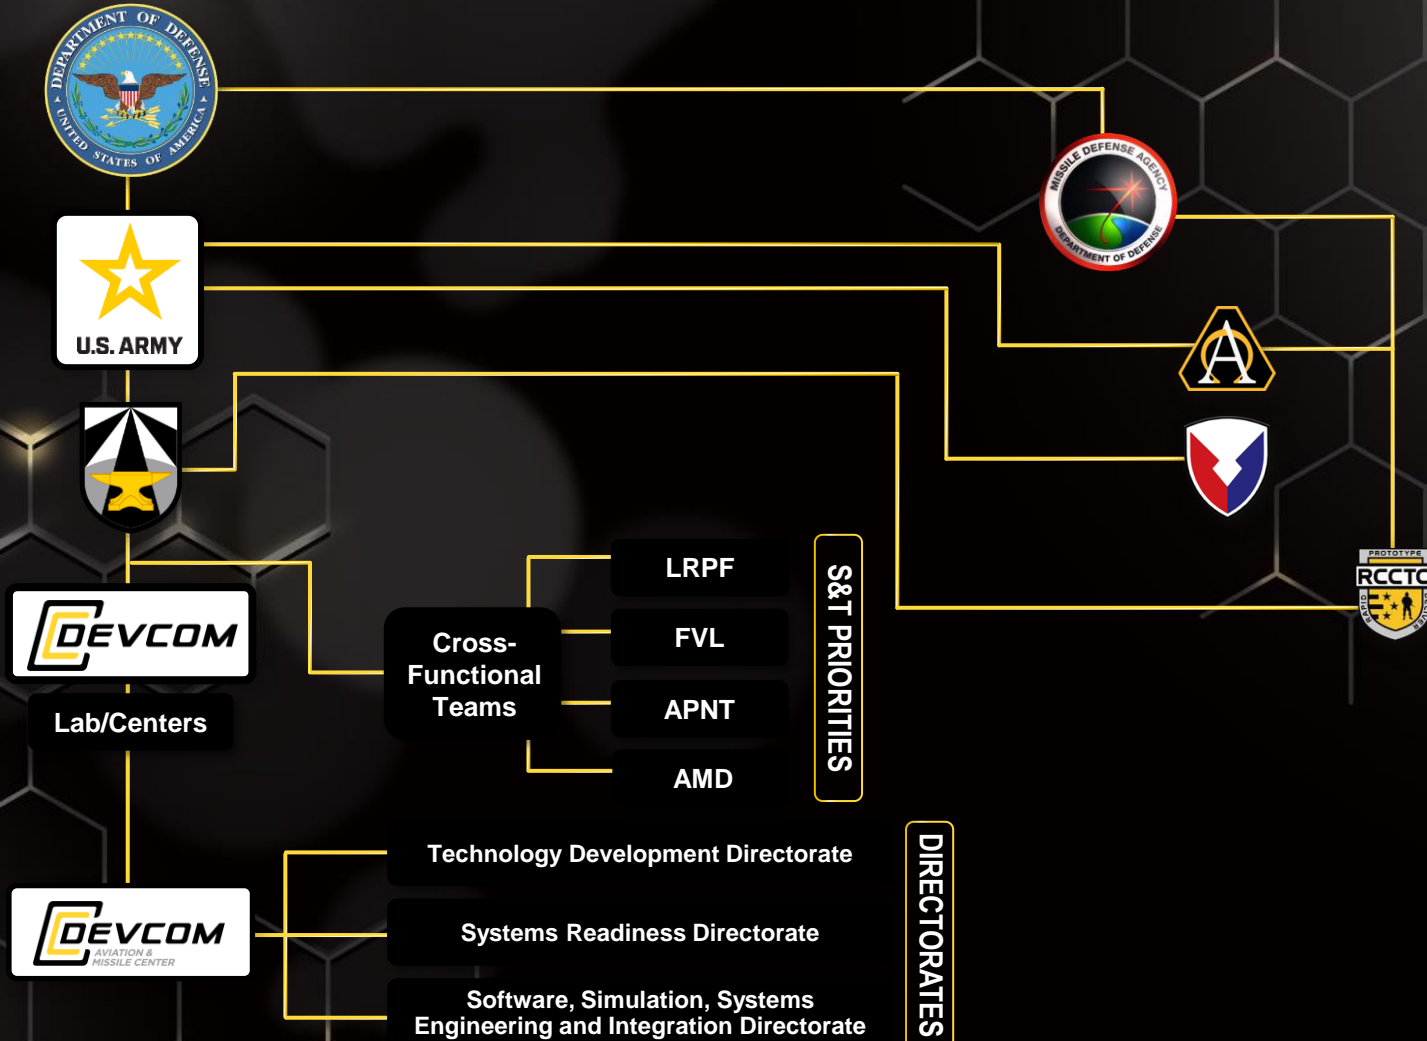 DEPARTMENT OF DEFENSE
UNITED STATES OF AMERICA
MISSILE DEFENSE AGENCY
DEPARTMENT OF DEFENSE
U.S. ARMY
A
PROTOTYPE
RCCTO
RAPID
DELIVER
DEVCOM
Lab/Centers
Cross-
Functional
Teams
LRPF
FVL
APNT
AMD
S&T PRIORITIES
DEVCOM
AVIATION &
MISSILE CENTER
Technology Development Directorate
Systems Readiness Directorate
Software, Simulation, Systems
Engineering and Integration Directorate
DIRECTORATES